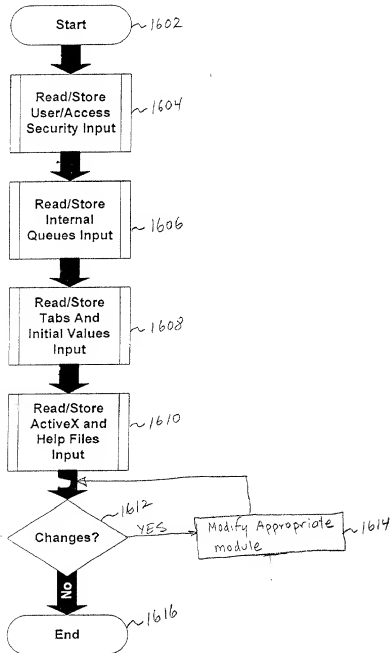 Start
1602
Read/Store
User/Access
Security Input
1604
Read/Store
Internal
Queues Input
1606
Read/Store
Tabs And
Initial Values
Input
1608
Read/Store
ActiveX and
Help Files
Input
1610
1612
Changes?
YES
Modify Appropriate
module
1614
No
End
1616